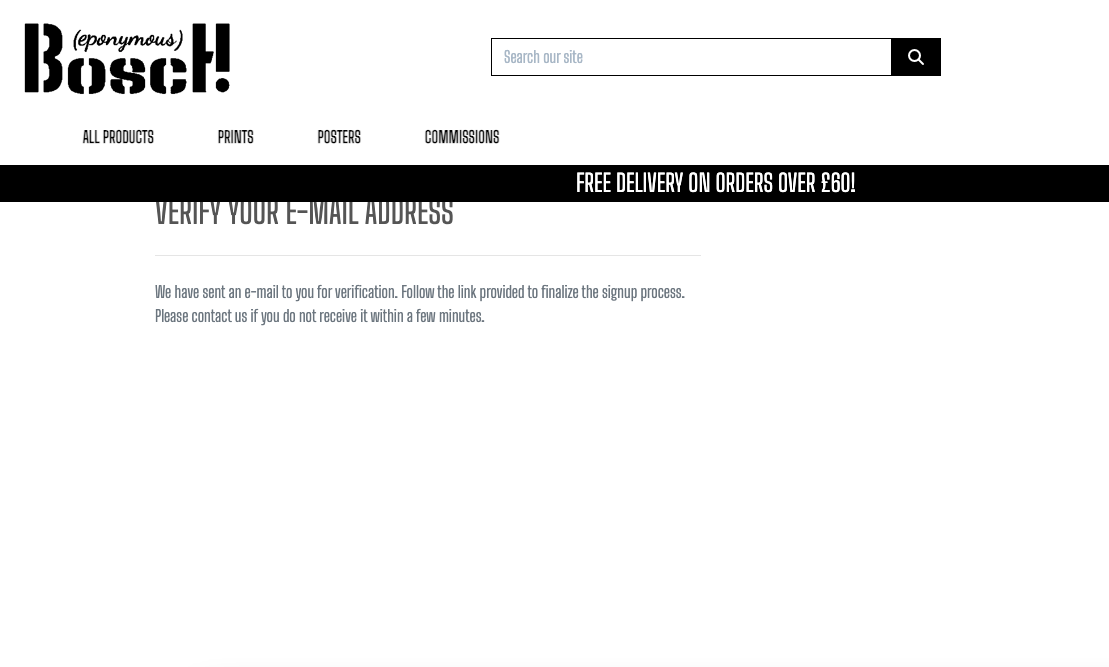 (eponymous)
Bosch!
Search our site
ALL PRODUCTS PRINTS POSTERS COMMISSIONS
FREE DELIVERY ON ORDERS OVER £60!
VERIFY YOUR E-MAIL ADDRESS
We have sent an e-mail to you for verification. Follow the link provided to finalize the signup process.
Please contact us if you do not receive it within a few minutes.